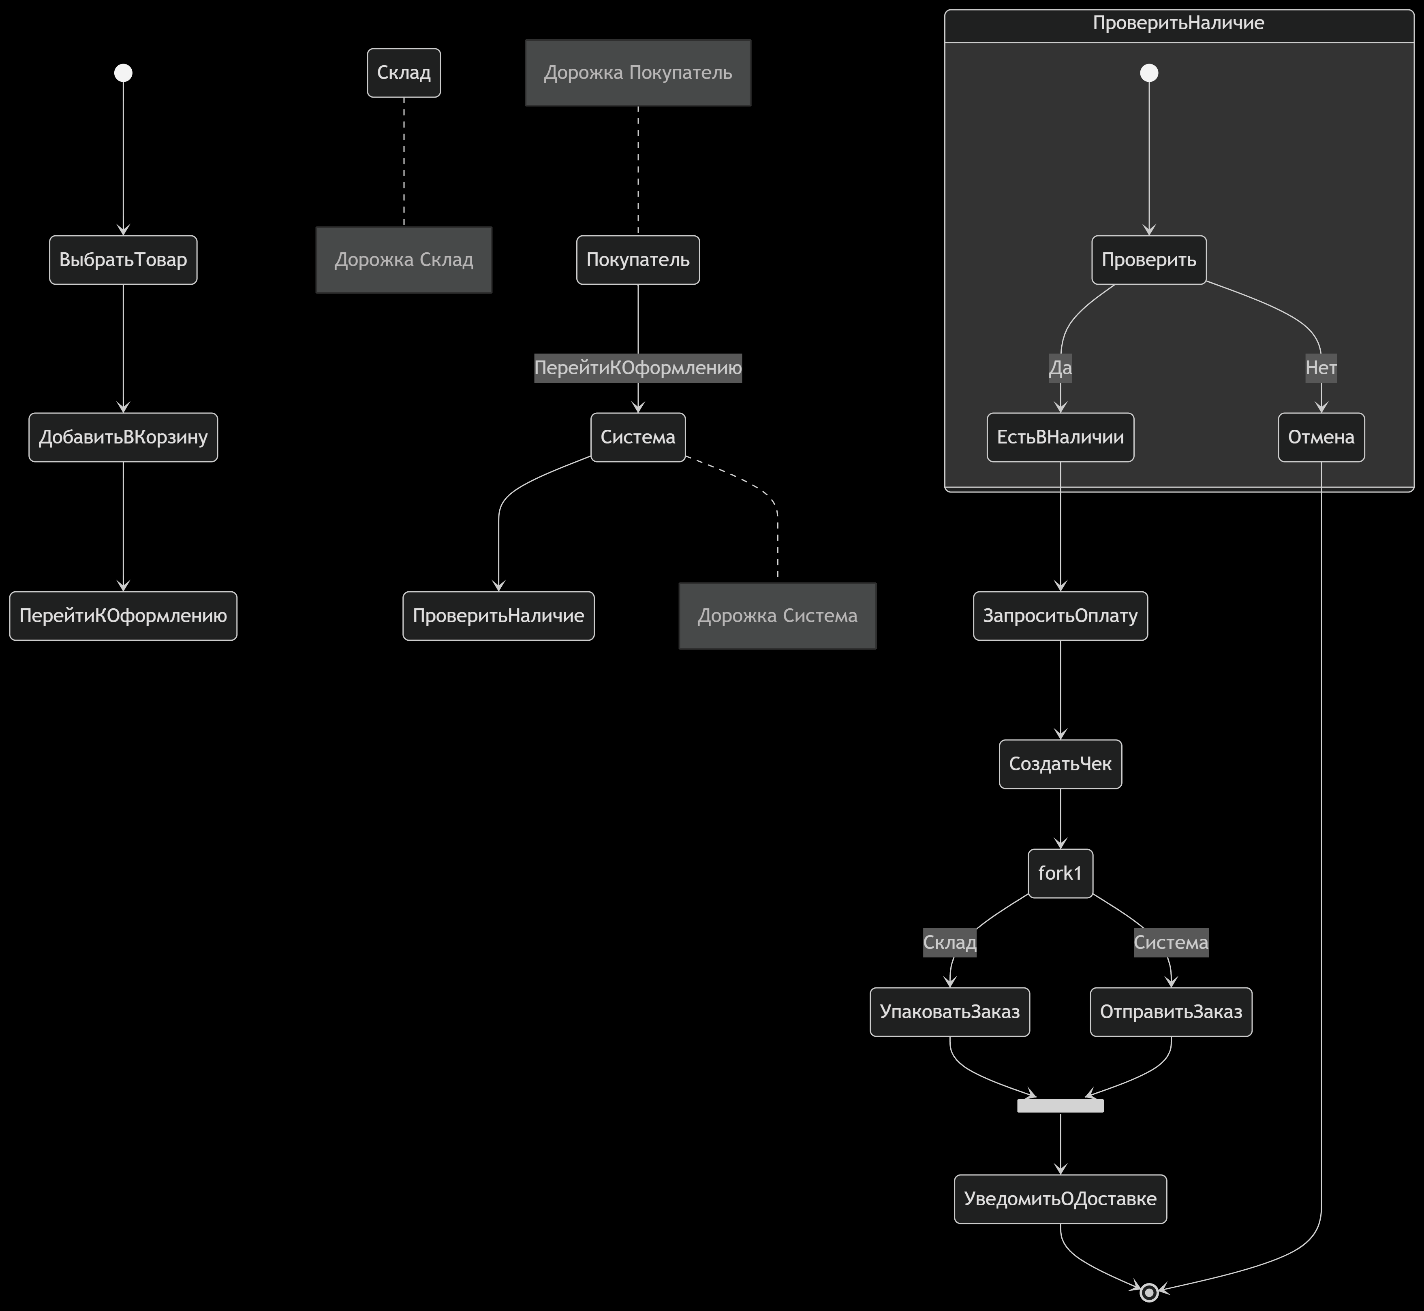 ПроверитьНаличие
Склад
Дорожка Покупатель
ВыбратьТовар
Дорожка Склад
Покупатель
Проверить
ПерейтиКОформлению
Да
Нет
ДобавитьВКорзину
Система
ЕстьВНаличии
Отмена
ПерейтиКОформлению
ПроверитьНаличие
Дорожка Система
ЗапроситьОплату
СоздатьЧек
fork1
Склад
Система
УпаковатьЗаказ
ОтправитьЗаказ
УведомитьОДоставке